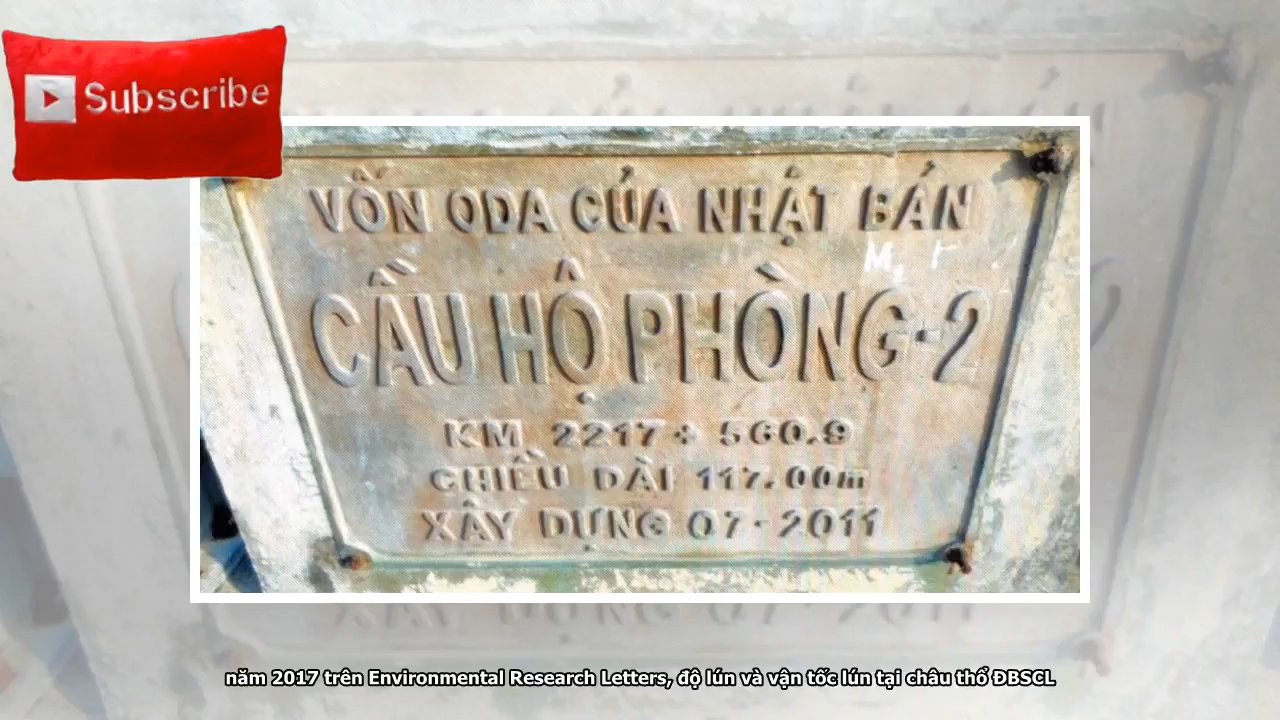 Subscribe
VỐN ODA CỦA NHẬT BẢN
CẦU HỘ PHÒNG-2
KM 2217+560.9
CHIỀU DÀI 117.00m
XÂY DỰNG 07-2011
năm 2017 trên Environmental Research Letters, độ lún và vận tốc lún tại châu thổ ĐBSCL